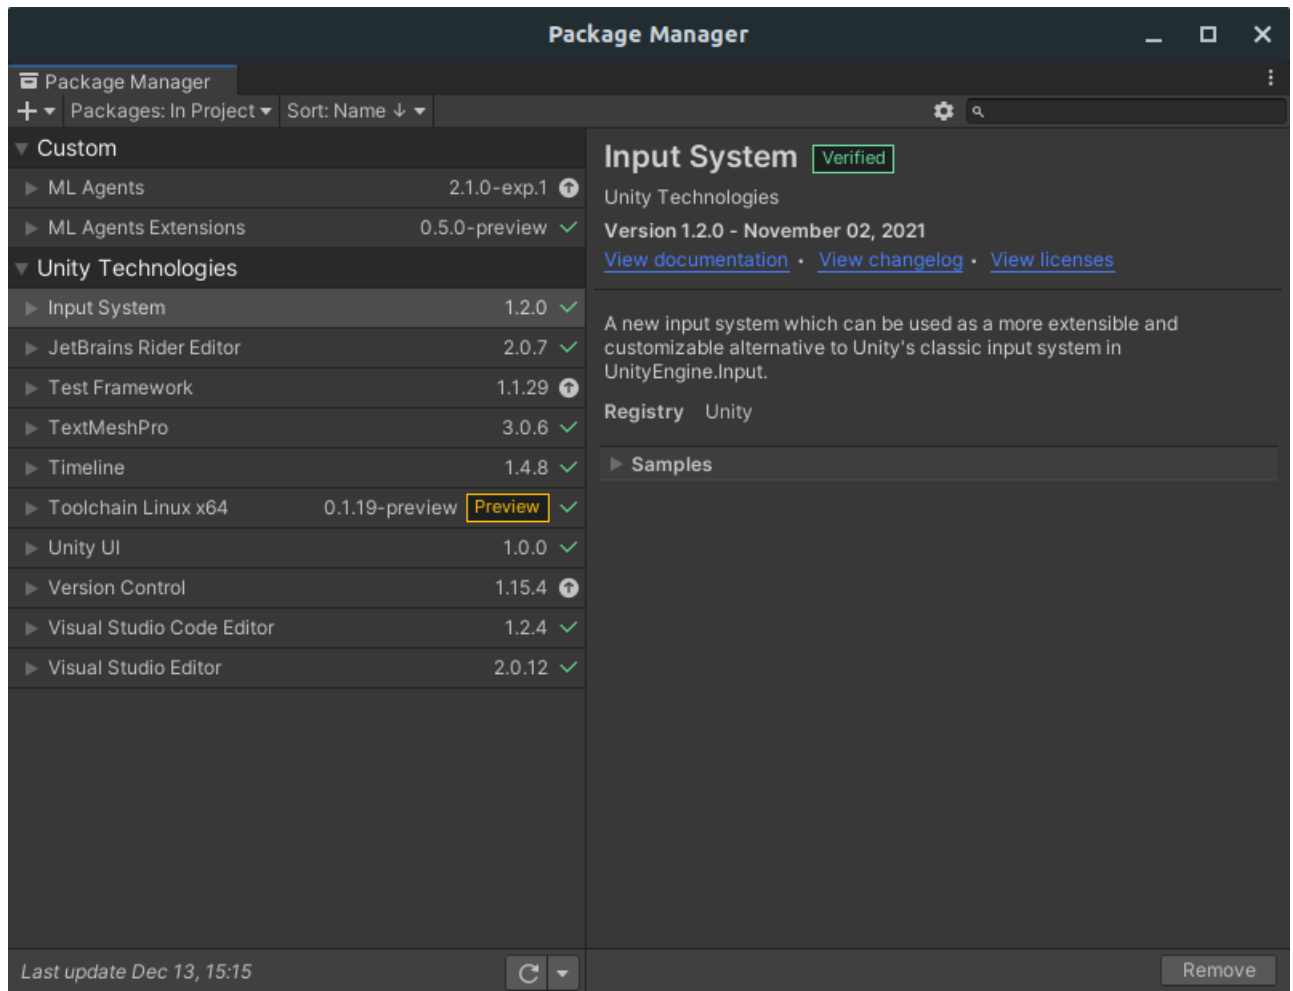 Package Manager
Package Manager
Packages: In Project Sort: Name ↓
Custom
ML Agents 2.1.0-exp.1
ML Agents Extensions 0.5.0-preview
Unity Technologies
Input System 1.2.0
JetBrains Rider Editor 2.0.7
Test Framework 1.1.29
TextMeshPro 3.0.6
Timeline 1.4.8
Toolchain Linux x64 0.1.19-preview Preview
Unity UI 1.0.0
Version Control 1.15.4
Visual Studio Code Editor 1.2.4
Visual Studio Editor 2.0.12
Last update Dec 13, 15:15
Input System Verified
Unity Technologies
Version 1.2.0 - November 02, 2021
View documentation • View changelog • View licenses
A new input system which can be used as a more extensible and
customizable alternative to Unity's classic input system in
UnityEngine.Input.
Registry Unity
Samples
Remove